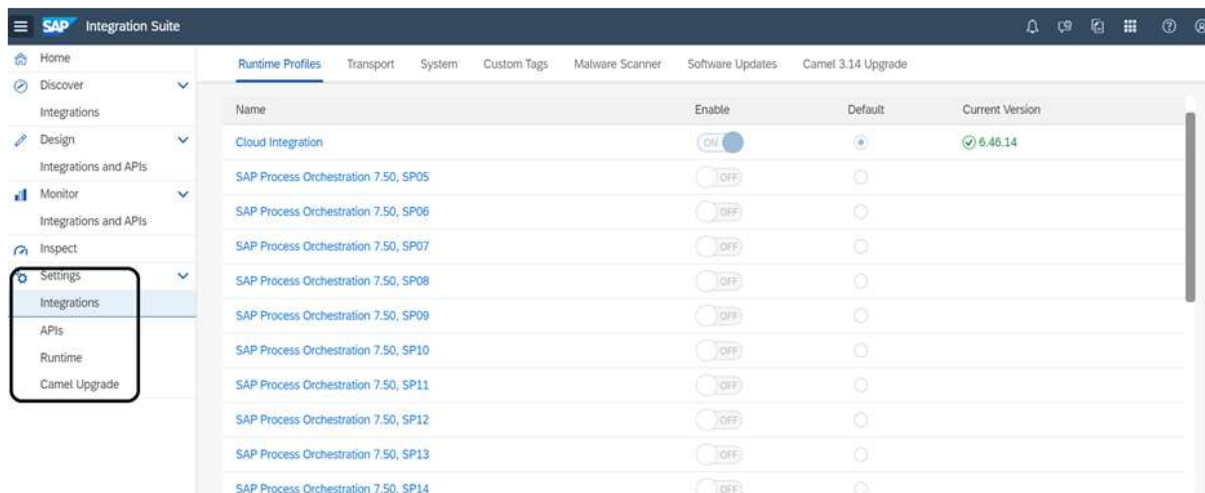 SAP Integration Suite
Home
Discover
Integrations
Design
Integrations and APIs
Monitor
Integrations and APIs
Inspect
Settings
Integrations
APIs
Runtime
Camel Upgrade
Runtime Profiles Transport System Custom Tags Malware Scanner Software Updates Camel 3.14 Upgrade
Name Enable Default Current Version
Cloud Integration ON 6.46.14
SAP Process Orchestration 7.50, SP05 OFF
SAP Process Orchestration 7.50, SP06 OFF
SAP Process Orchestration 7.50, SP07 OFF
SAP Process Orchestration 7.50, SP08 OFF
SAP Process Orchestration 7.50, SP09 OFF
SAP Process Orchestration 7.50, SP10 OFF
SAP Process Orchestration 7.50, SP11 OFF
SAP Process Orchestration 7.50, SP12 OFF
SAP Process Orchestration 7.50, SP13 OFF
SAP Process Orchestration 7.50, SP14 OFF